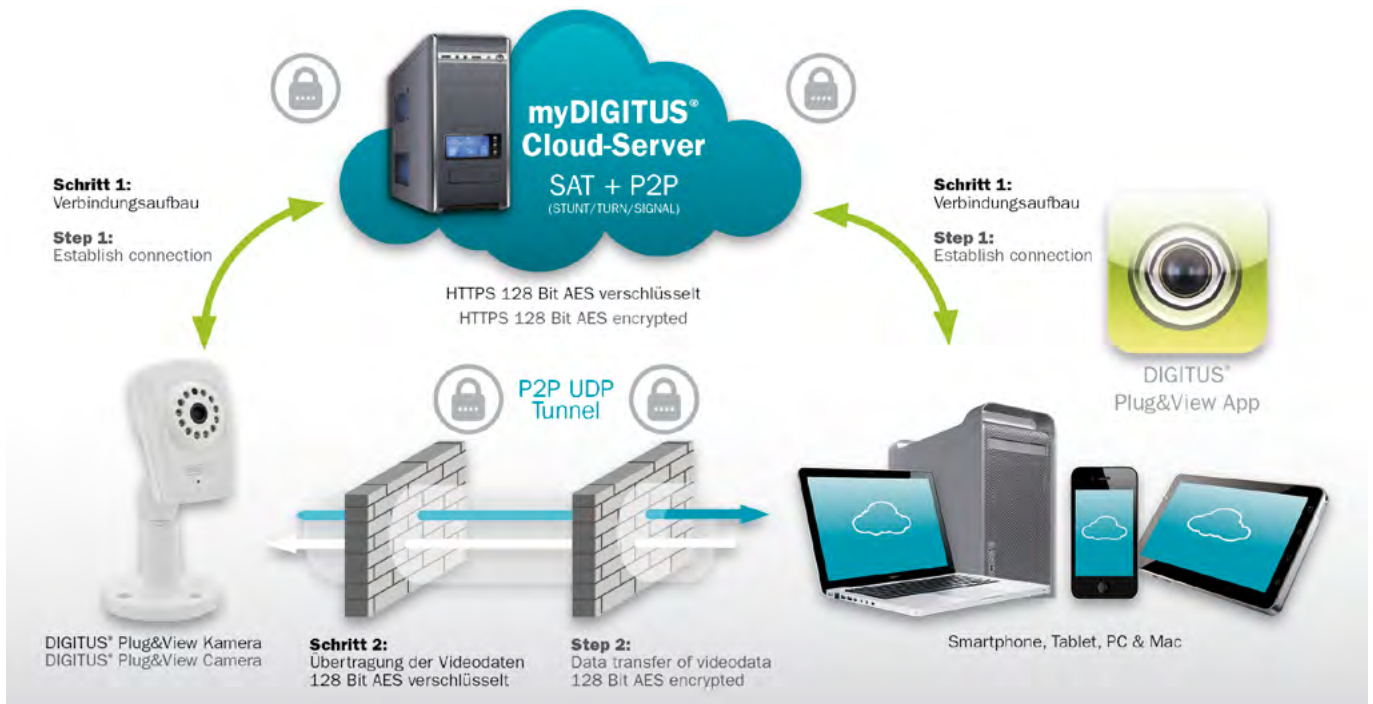 myDIGITUS®
Cloud-Server
SAT + P2P
(STUNT/TURN/SIGNAL)
Schritt 1:
Verbindungsaufbau
Step 1:
Establish connection
Schritt 1:
Verbindungsaufbau
Step 1:
Establish connection
HTTPS 128 Bit AES verschlüsselt
HTTPS 128 Bit AES encrypted
DIGITUS®
Plug&View App
P2P UDP
Tunnel
DIGITUS® Plug&View Kamera
DIGITUS® Plug&View Camera
Schritt 2:
Übertragung der Videodaten
128 Bit AES verschlüsselt
Step 2:
Data transfer of videodata
128 Bit AES encrypted
Smartphone, Tablet, PC & Mac